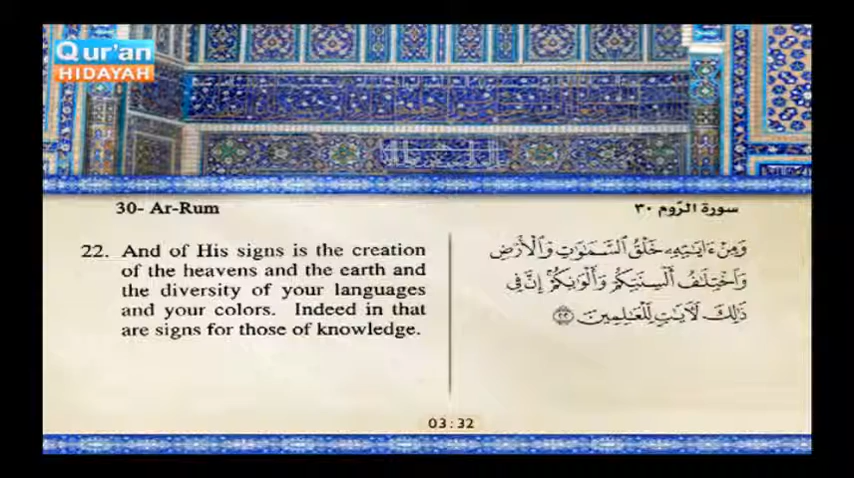 Qur'an
HIDAYAH
30- Ar-Rum
سورة الرّوم ٣٠
22. And of His signs is the creation
of the heavens and the earth and
the diversity of your languages
and your colors. Indeed in that
are signs for those of knowledge.
وَمِنْ ءَايَـٰتِهِۦ خَلْقُ ٱلسَّمَـٰوَٰتِ وَٱلْأَرْضِ
وَٱخْتِلَـٰفُ أَلْسِنَتِكُمْ وَأَلْوَٰنِكُمْ ۚ إِنَّ فِى
ذَٰلِكَ لَـَٔايَـٰتٍ لِّلْعَـٰلِمِينَ ٢٢
03:32